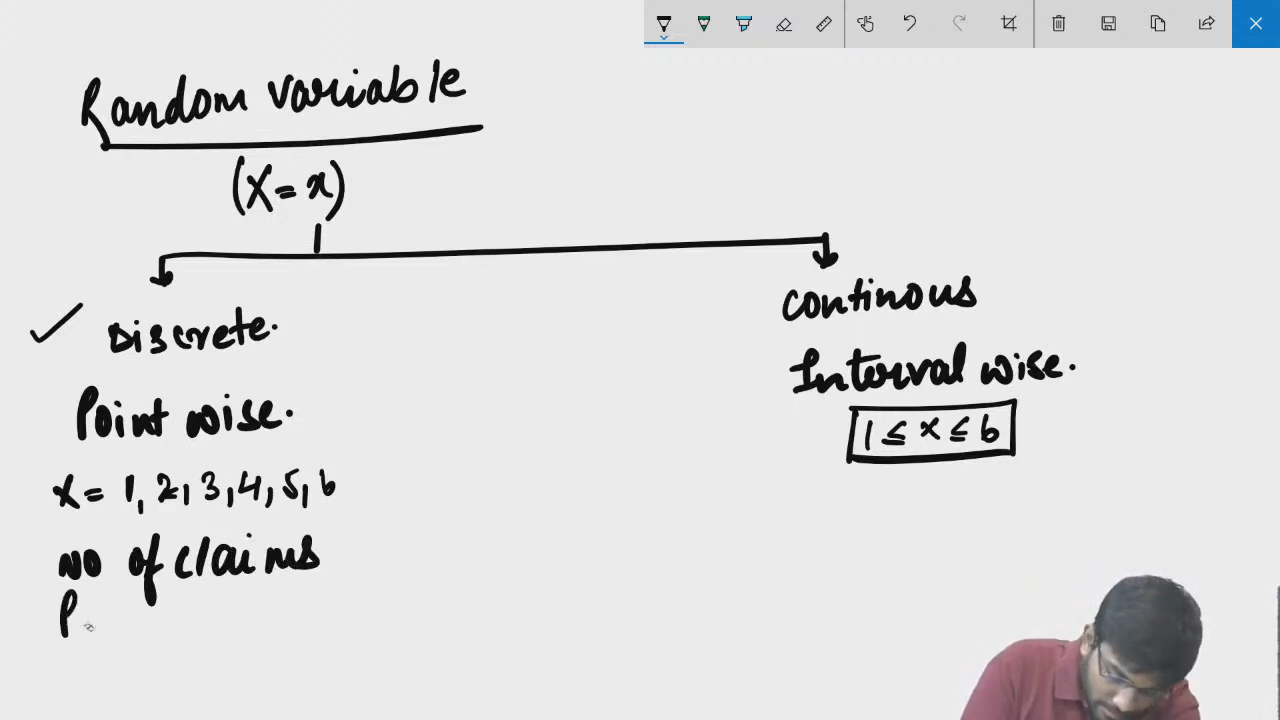 Random variable
(X = x)
Discrete.
Point wise.
x = 1, 2, 3, 4, 5, 6
No of claims
P
continous
Interval wise.
1 ≤ x ≤ 6